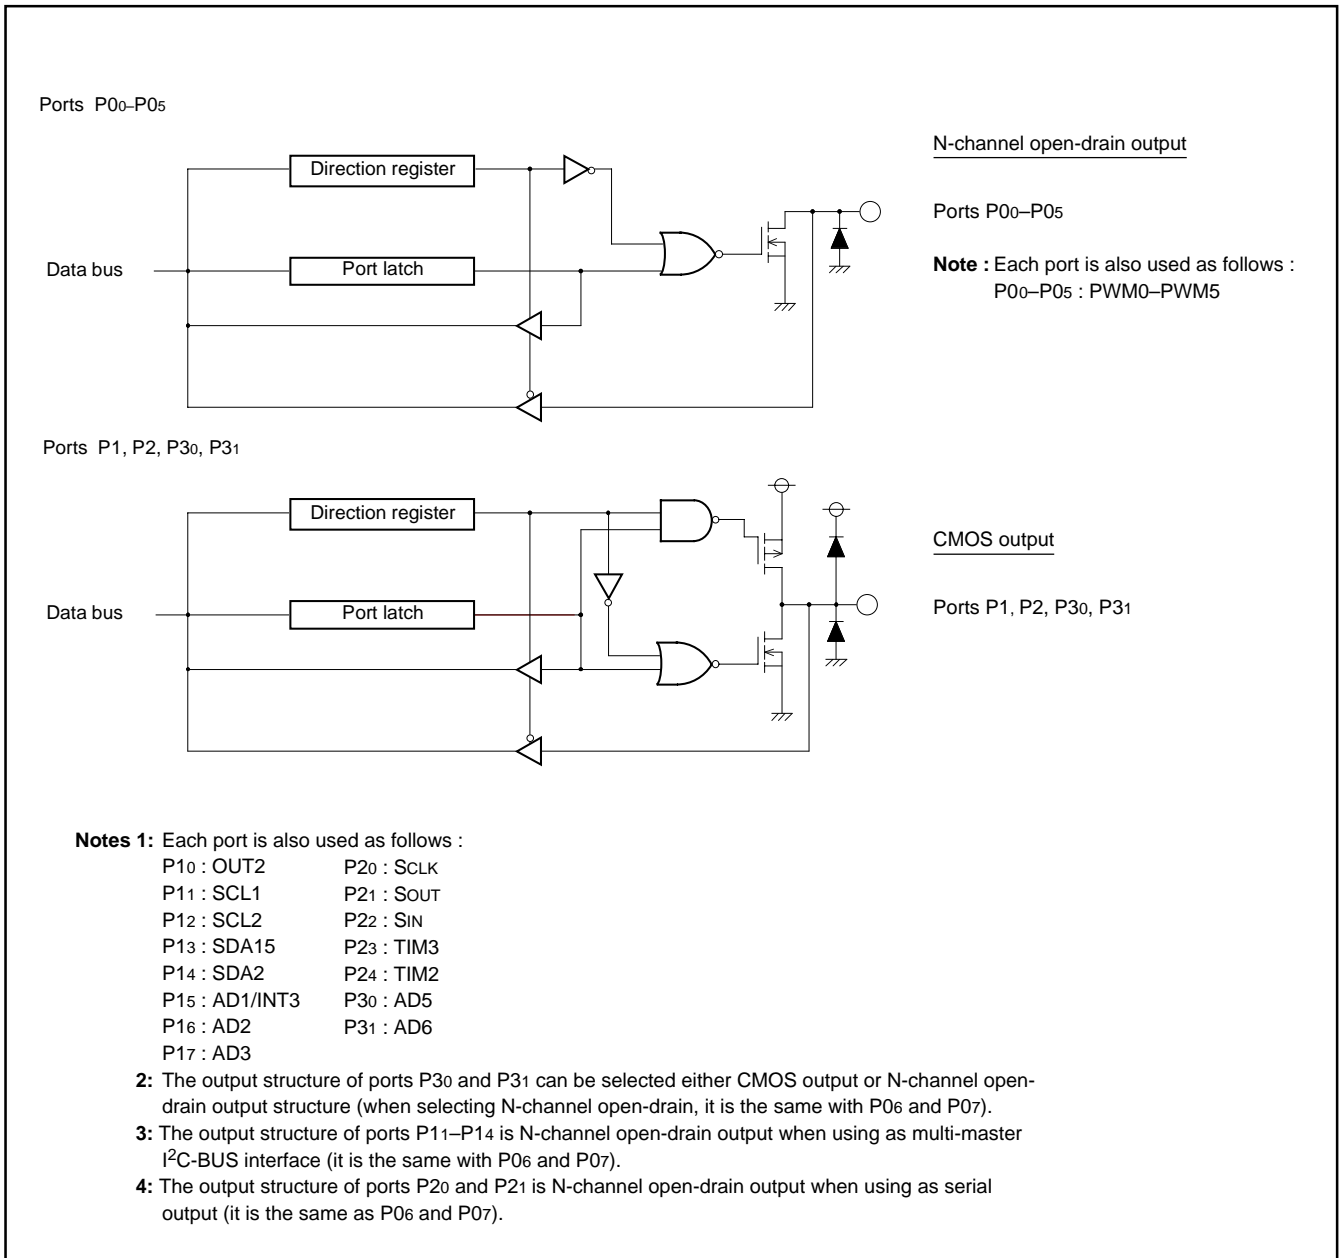 Ports P00–P05
Direction register
Data bus
Port latch
N-channel open-drain output
Ports P00–P05
Note : Each port is also used as follows :
P00–P05 : PWM0–PWM5
Ports P1, P2, P30, P31
Direction register
Data bus
Port latch
CMOS output
Ports P1, P2, P30, P31
Notes 1: Each port is also used as follows :
P10 : OUT2 P20 : SCLK
P11 : SCL1 P21 : SOUT
P12 : SCL2 P22 : SIN
P13 : SDA15 P23 : TIM3
P14 : SDA2 P24 : TIM2
P15 : AD1/INT3 P30 : AD5
P16 : AD2 P31 : AD6
P17 : AD3
2: The output structure of ports P30 and P31 can be selected either CMOS output or N-channel open-
drain output structure (when selecting N-channel open-drain, it is the same with P06 and P07).
3: The output structure of ports P11–P14 is N-channel open-drain output when using as multi-master
I2C-BUS interface (it is the same with P06 and P07).
4: The output structure of ports P20 and P21 is N-channel open-drain output when using as serial
output (it is the same as P06 and P07).